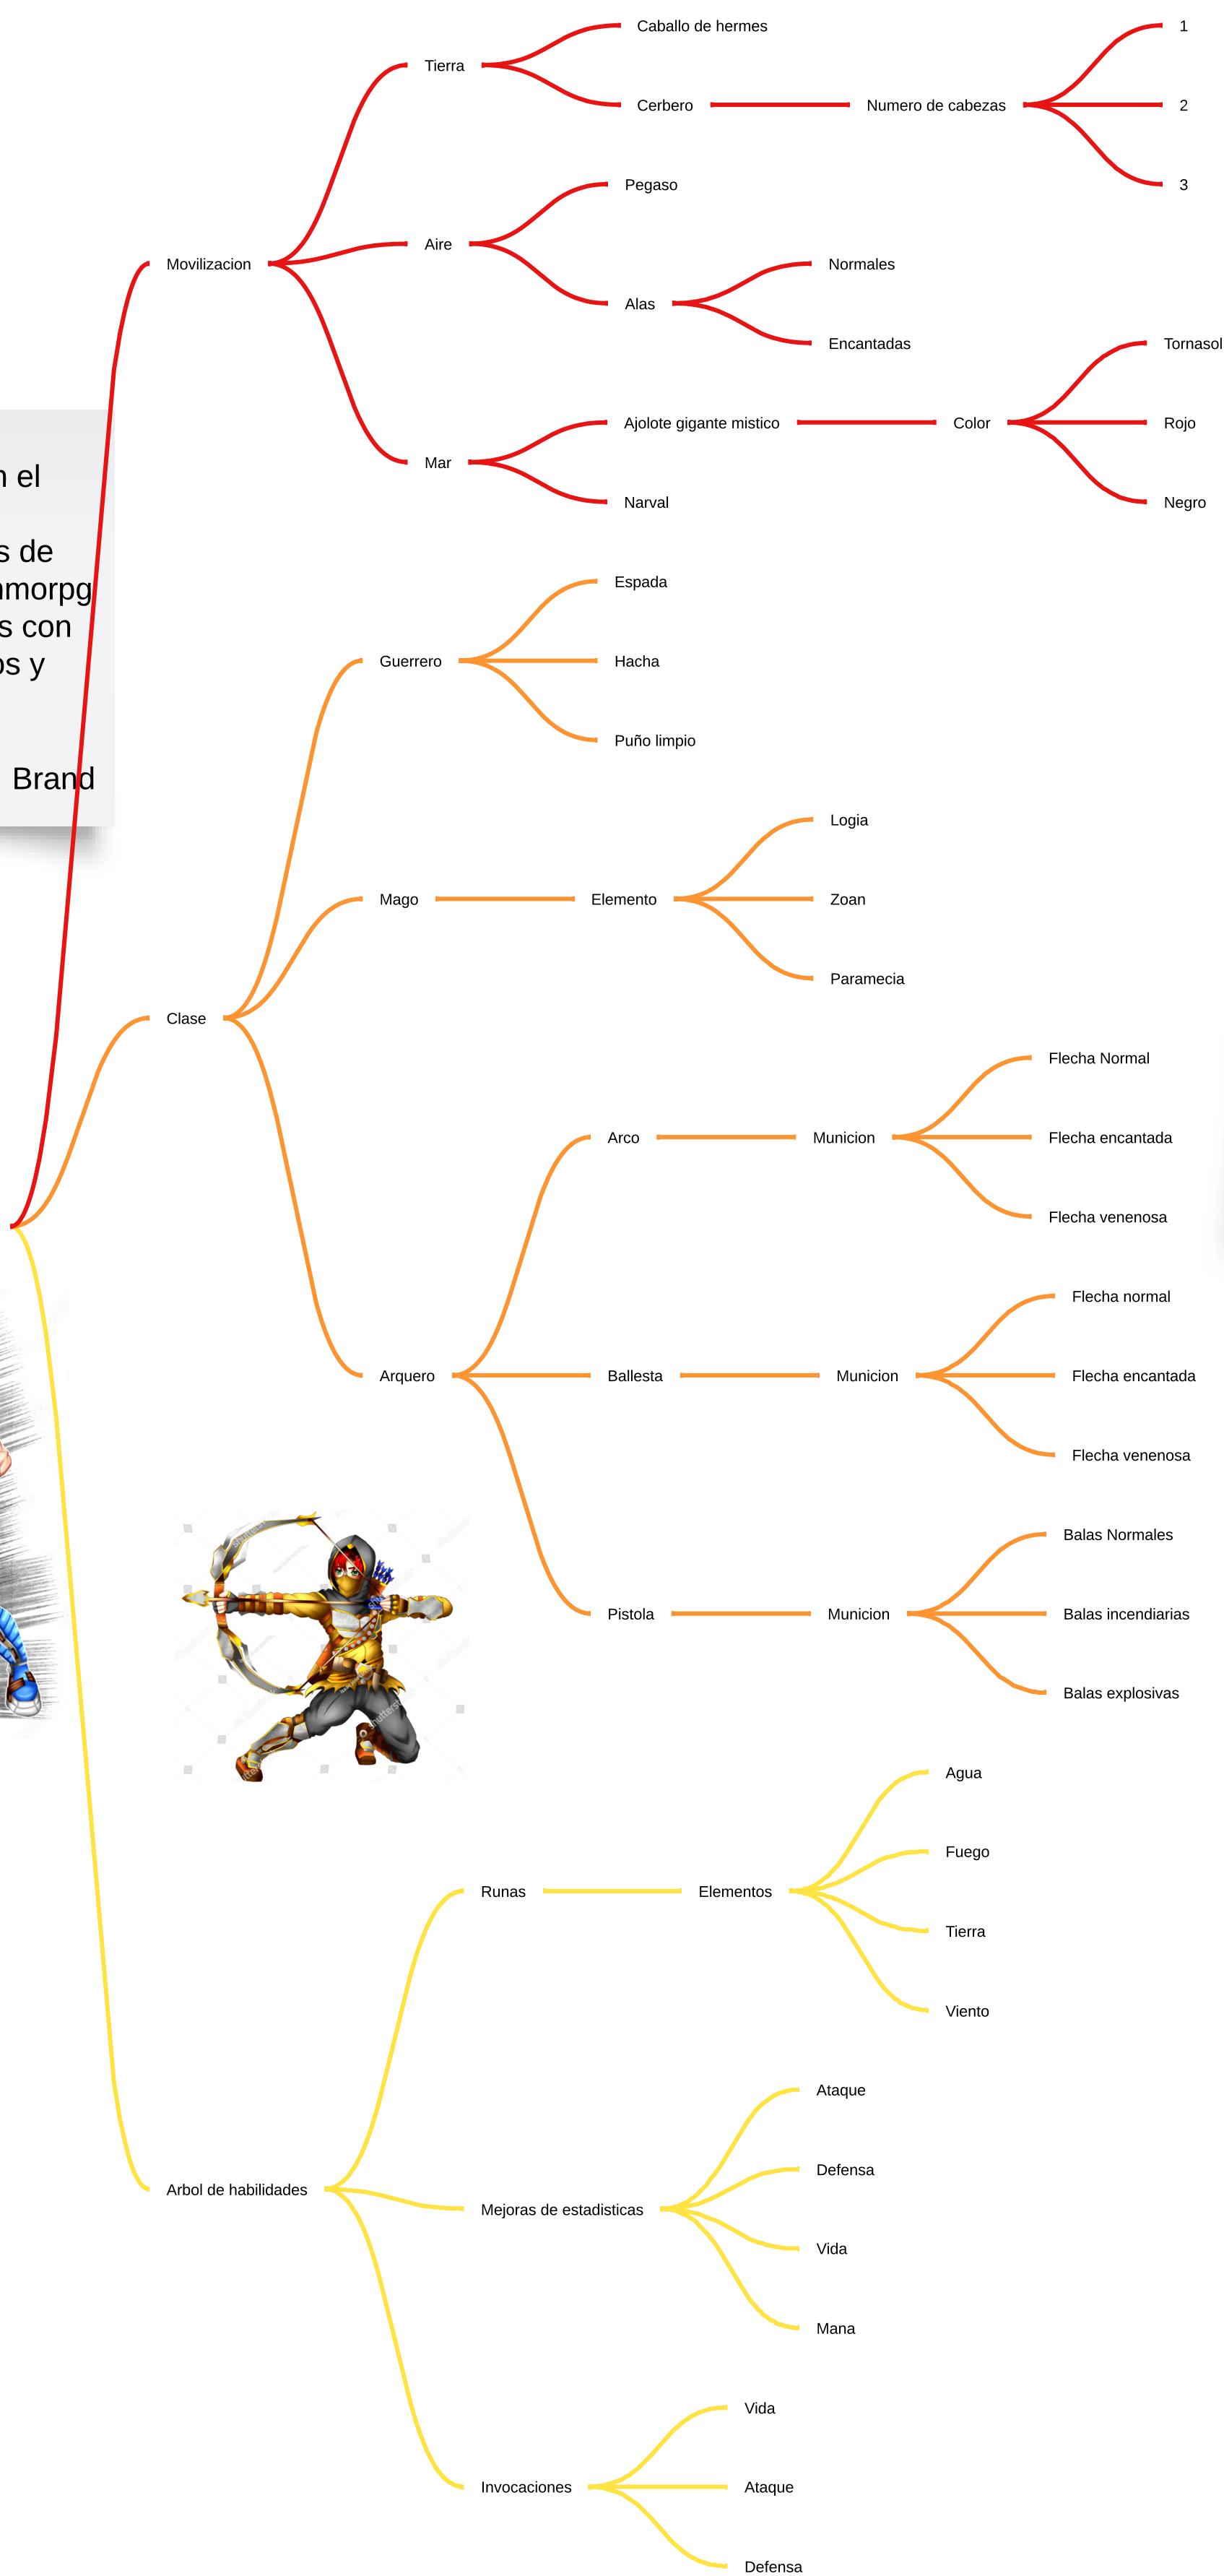 Caballo de hermes
1
Tierra
Cerbero
Numero de cabezas
2
Pegaso
3
Aire
Movilizacion
Normales
Alas
Encantadas
Tornasol
Ajolote gigante mistico
Color
Rojo
Mar
el
Narval
Negro
de
Espada
con
Guerrero
Hacha
y
Puño limpio
Brand
Logia
Mago
Elemento
Zoan
Paramecia
Clase
Flecha Normal
Arco
Municion
Flecha encantada
Flecha venenosa
Flecha normal
Arquero
Ballesta
Municion
Flecha encantada
Flecha venenosa
Balas Normales
Pistola
Municion
Balas incendiarias
Balas explosivas
Agua
Fuego
Runas
Elementos
Tierra
Viento
Ataque
Defensa
Arbol de habilidades
Mejoras de estadisticas
Vida
Mana
Vida
Invocaciones
Ataque
Defensa